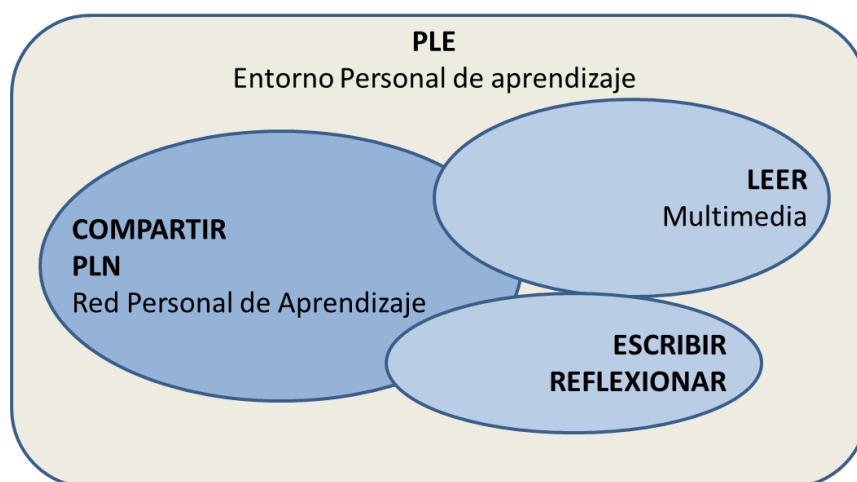 PLE
Entorno Personal de aprendizaje
LEER
Multimedia
COMPARTIR
PLN
Red Personal de Aprendizaje
ESCRIBIR
REFLEXIONAR